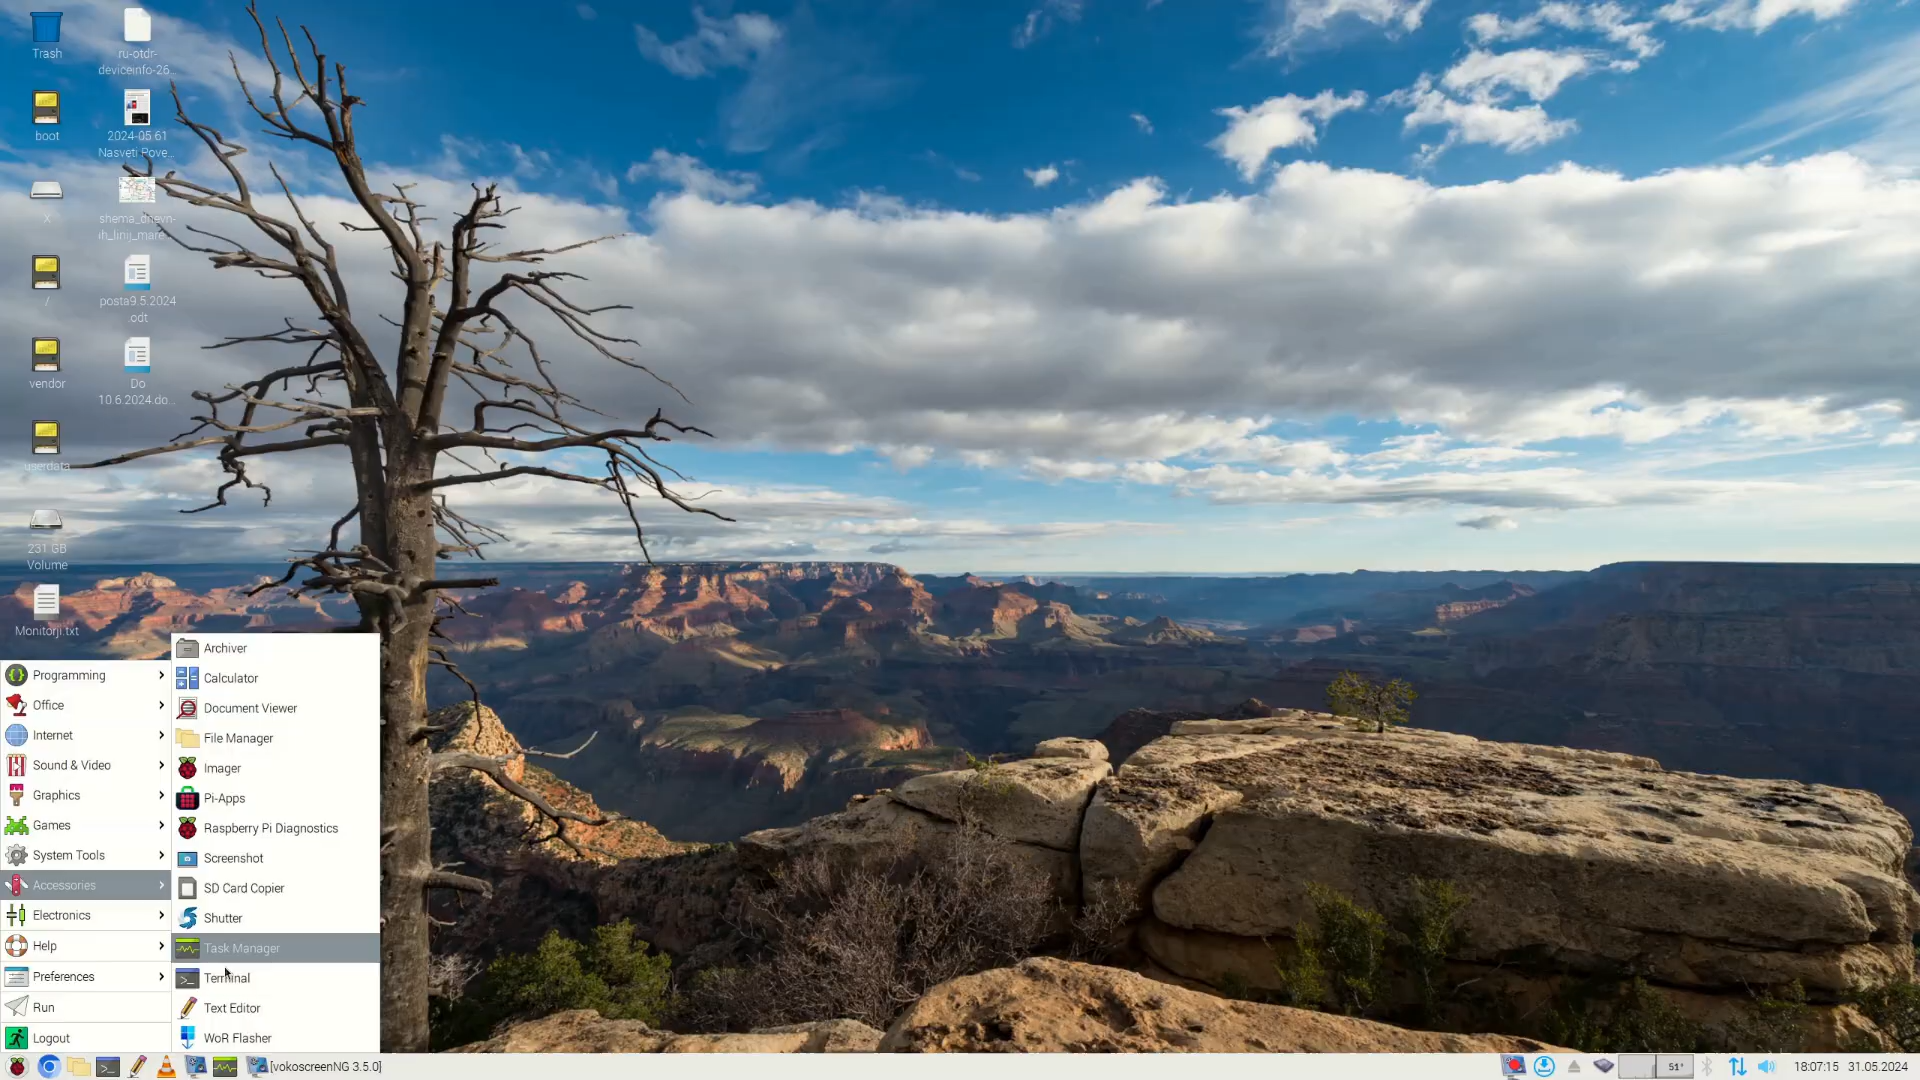 Trash
ru-otdr-
deviceinfo-26...
boot
2024-05 61
Nasveti Pove...
X
shema_dnevn-
ih_linij_mare...
/
posta9.5.2024
.odt
vendor
Do
10.6.2024.do...
userdata
231 GB
Volume
Monitorji.txt
Programming
Office
Internet
Sound & Video
Graphics
Games
System Tools
Accessories
Electronics
Help
Preferences
Run
Logout
Archiver
Calculator
Document Viewer
File Manager
Imager
Pi-Apps
Raspberry Pi Diagnostics
Screenshot
SD Card Copier
Shutter
Task Manager
Terminal
Text Editor
WoR Flasher
[vokoscreenNG 3.5.0]
51°
18:07:15 31.05.2024